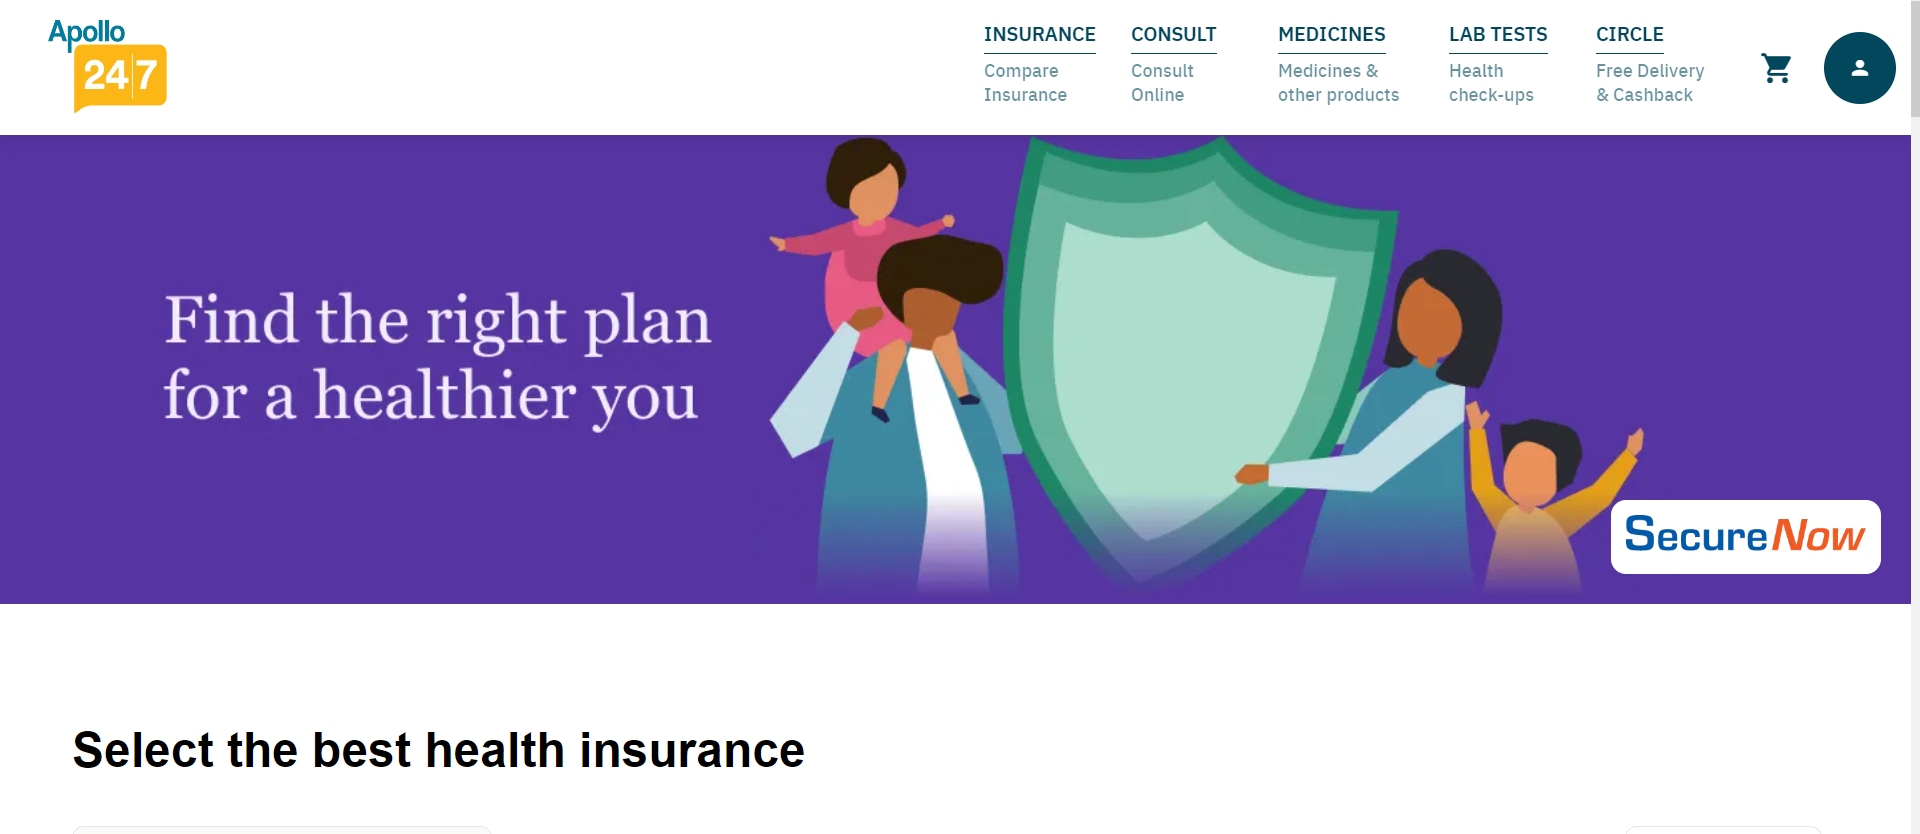 Apollo
24|7
INSURANCE
Compare
Insurance
CONSULT
Consult
Online
MEDICINES
Medicines &
other products
LAB TESTS
Health
check-ups
CIRCLE
Free Delivery
& Cashback
Find the right plan
for a healthier you
SecureNow
Select the best health insurance